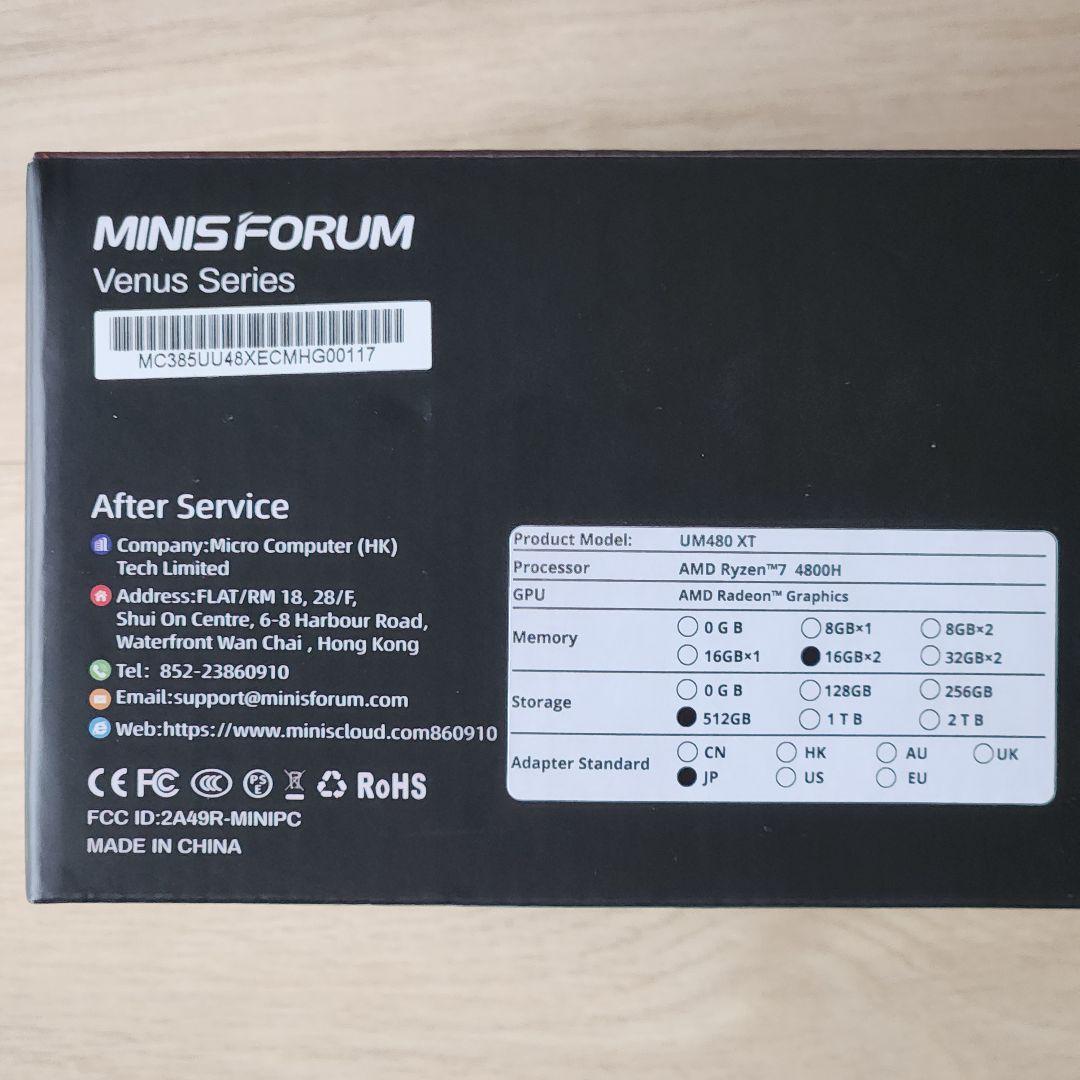 MINISFORUM
Venus Series
MC385UU48XECMHG00117
After Service
Company:Micro Computer (HK)
Tech Limited
Address:FLAT/RM 18, 28/F,
Shui On Centre, 6-8 Harbour Road,
Waterfront Wan Chai , Hong Kong
Tel: 852-23860910
Email:support@minisforum.com
Web:https://www.miniscloud.com860910
CE FC CCC PSE RoHS
FCC ID:2A49R-MINIPC
MADE IN CHINA
Product Model: UM480 XT
Processor AMD Ryzen™7 4800H
GPU AMD Radeon™ Graphics
Memory
0 G B 8GB×1 8GB×2
16GB×1 16GB×2 32GB×2
Storage
0 G B 128GB 256GB
512GB 1 T B 2 T B
Adapter Standard
CN HK AU UK
JP US EU